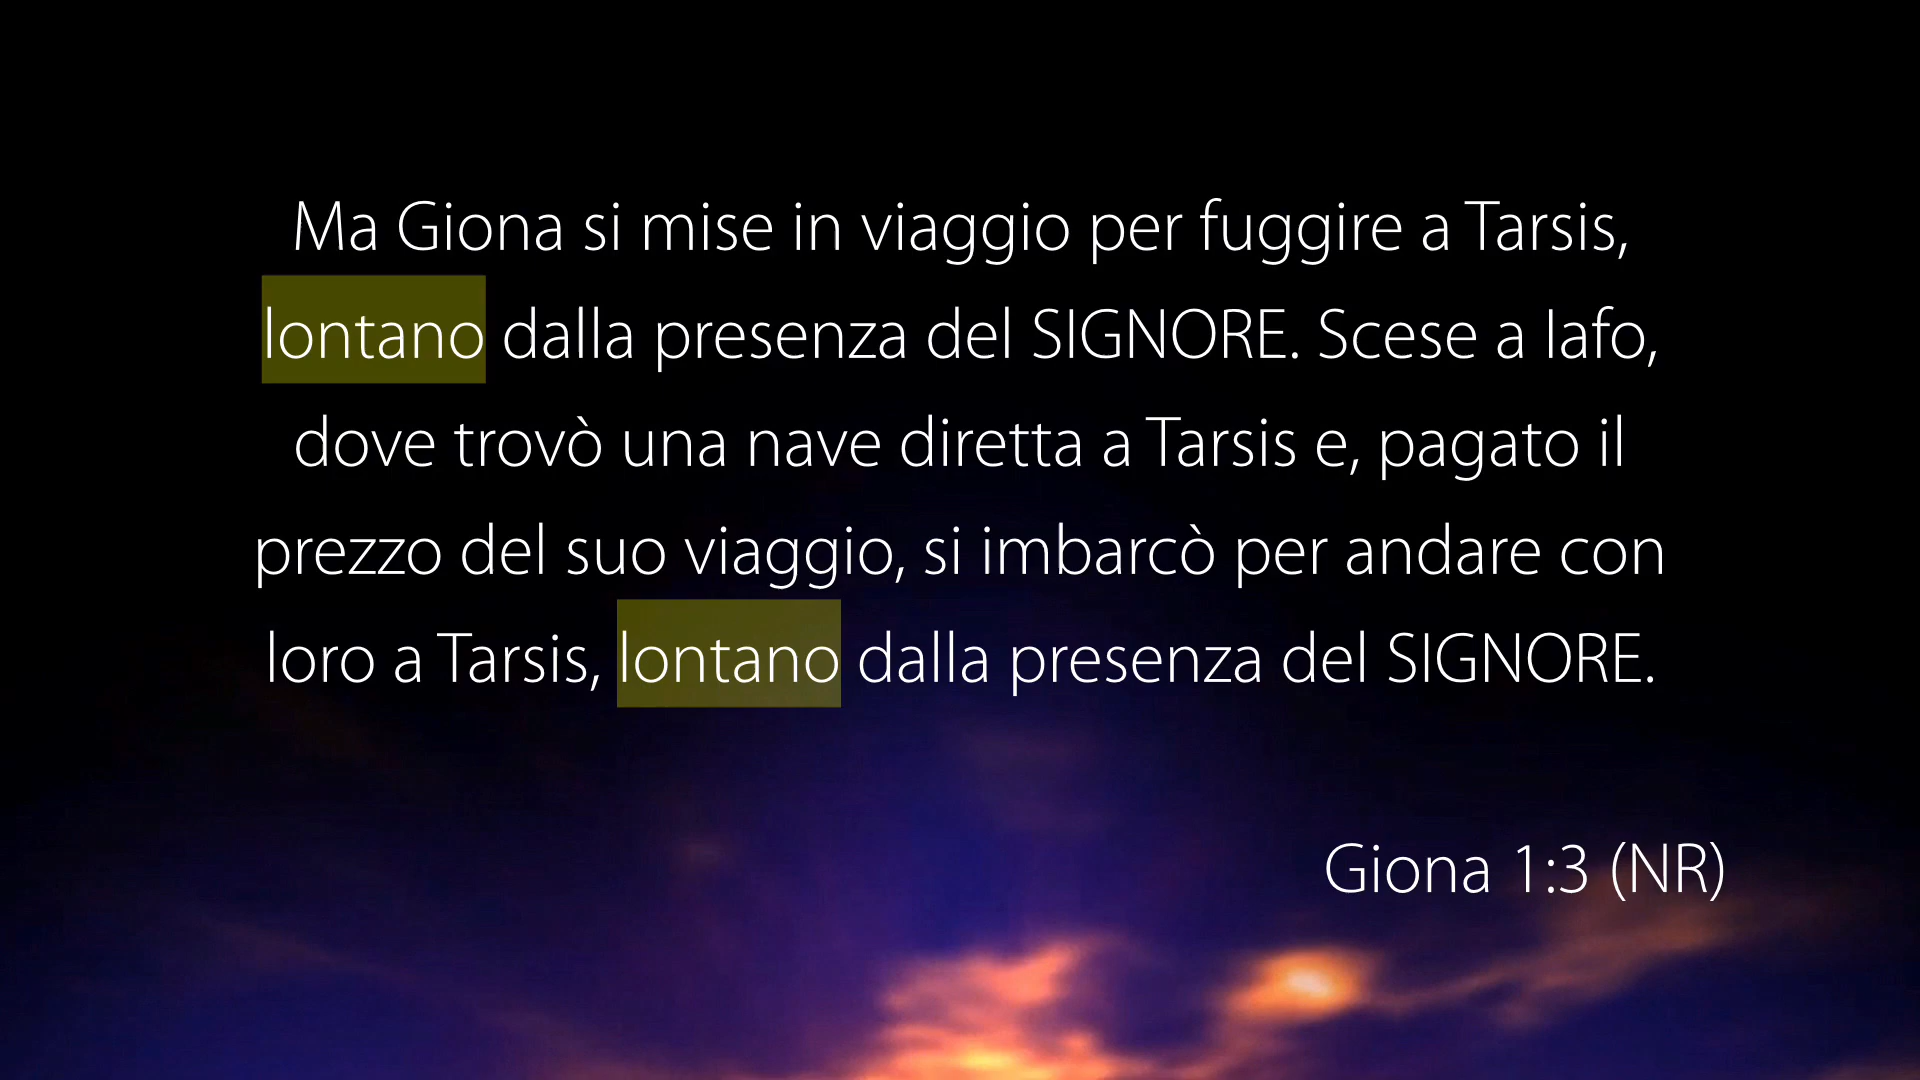 Ma Giona si mise in viaggio per fuggire a Tarsis,
lontano dalla presenza del SIGNORE. Scese a Iafo,
dove trovò una nave diretta a Tarsis e, pagato il
prezzo del suo viaggio, si imbarcò per andare con
loro a Tarsis, lontano dalla presenza del SIGNORE.
Giona 1:3 (NR)